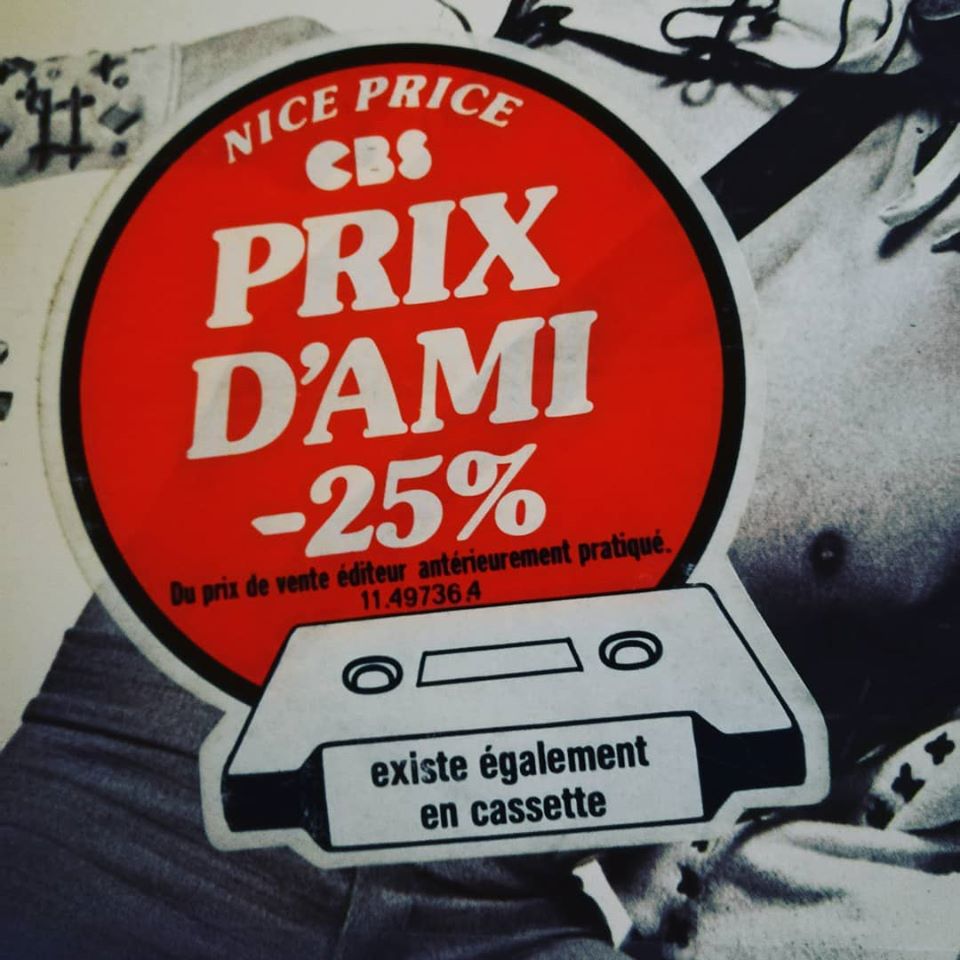 NICE PRICE
CBS
PRIX
D'AMI
-25%
Du prix de vente éditeur antérieurement pratiqué.
11.49736.4
existe également
en cassette